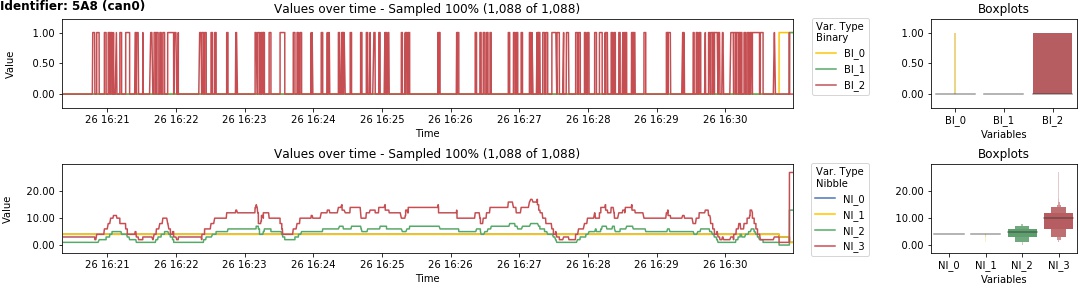 Identifier: 5A8 (can0)
Values over time - Sampled 100% (1,088 of 1,088)
Value
1.00
0.50
0.00
26 16:21 26 16:22 26 16:23 26 16:24 26 16:25 26 16:26 26 16:27 26 16:28 26 16:29 26 16:30
Time
Var. Type
Binary
BI_0
BI_1
BI_2
Boxplots
1.00
0.50
0.00
BI_0 BI_1 BI_2
Variables
Values over time - Sampled 100% (1,088 of 1,088)
Value
20.00
10.00
0.00
26 16:21 26 16:22 26 16:23 26 16:24 26 16:25 26 16:26 26 16:27 26 16:28 26 16:29 26 16:30
Time
Var. Type
Nibble
NI_0
NI_1
NI_2
NI_3
Boxplots
20.00
10.00
0.00
NI_0 NI_1 NI_2 NI_3
Variables